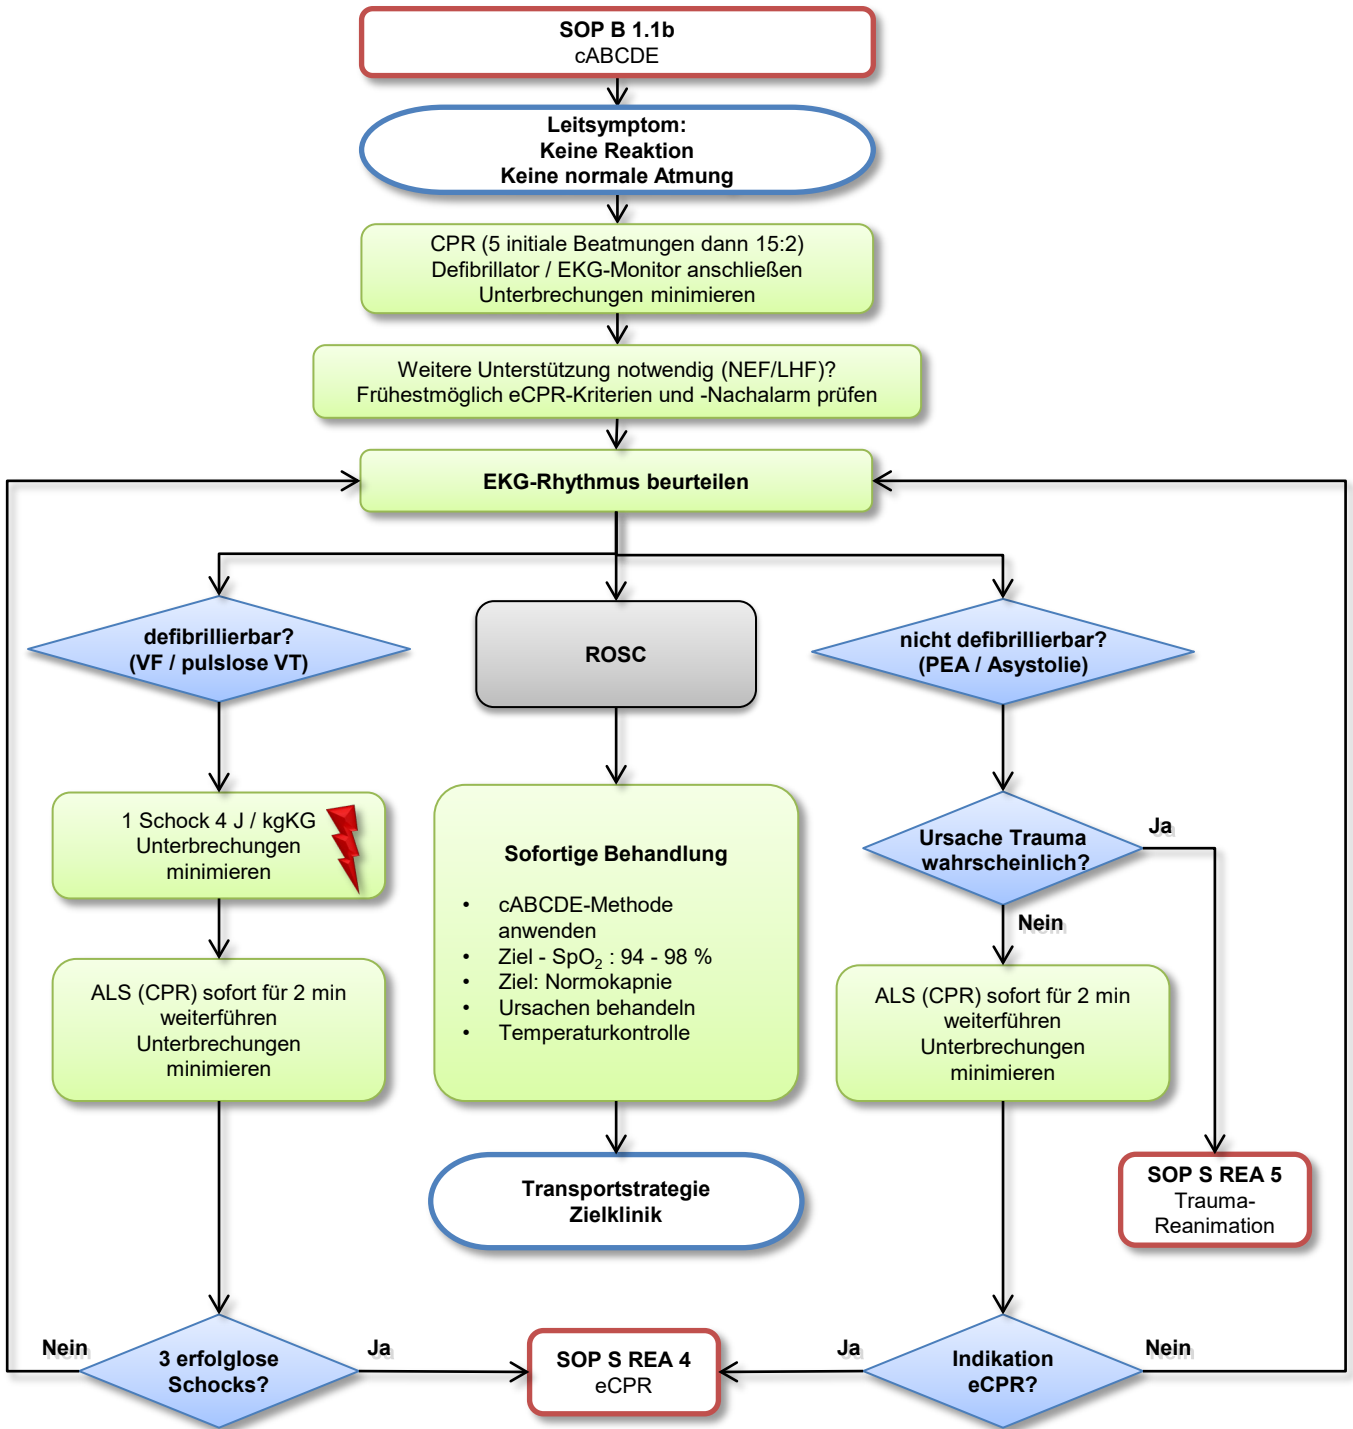 SOP B 1.1b
cABCDE
Leitsymptom:
Keine Reaktion
Keine normale Atmung
CPR (5 initiale Beatmungen dann 15:2)
Defibrillator / EKG-Monitor anschließen
Unterbrechungen minimieren
Weitere Unterstützung notwendig (NEF/LHF)?
Frühestmöglich eCPR-Kriterien und -Nachalarm prüfen
EKG-Rhythmus beurteilen
defibrillierbar?
(VF / pulslose VT)
ROSC
nicht defibrillierbar?
(PEA / Asystolie)
1 Schock 4 J / kgKG
Unterbrechungen
minimieren
Sofortige Behandlung
• cABCDE-Methode
anwenden
• Ziel - SpO₂ : 94 - 98 %
• Ziel: Normokapnie
• Ursachen behandeln
• Temperaturkontrolle
Ursache Trauma
wahrscheinlich?
Ja
Nein
ALS (CPR) sofort für 2 min
weiterführen
Unterbrechungen
minimieren
ALS (CPR) sofort für 2 min
weiterführen
Unterbrechungen
minimieren
Transportstrategie
Zielklinik
SOP S REA 5
Trauma-
Reanimation
Nein
3 erfolglose
Schocks?
Ja
SOP S REA 4
eCPR
Ja
Indikation
eCPR?
Nein